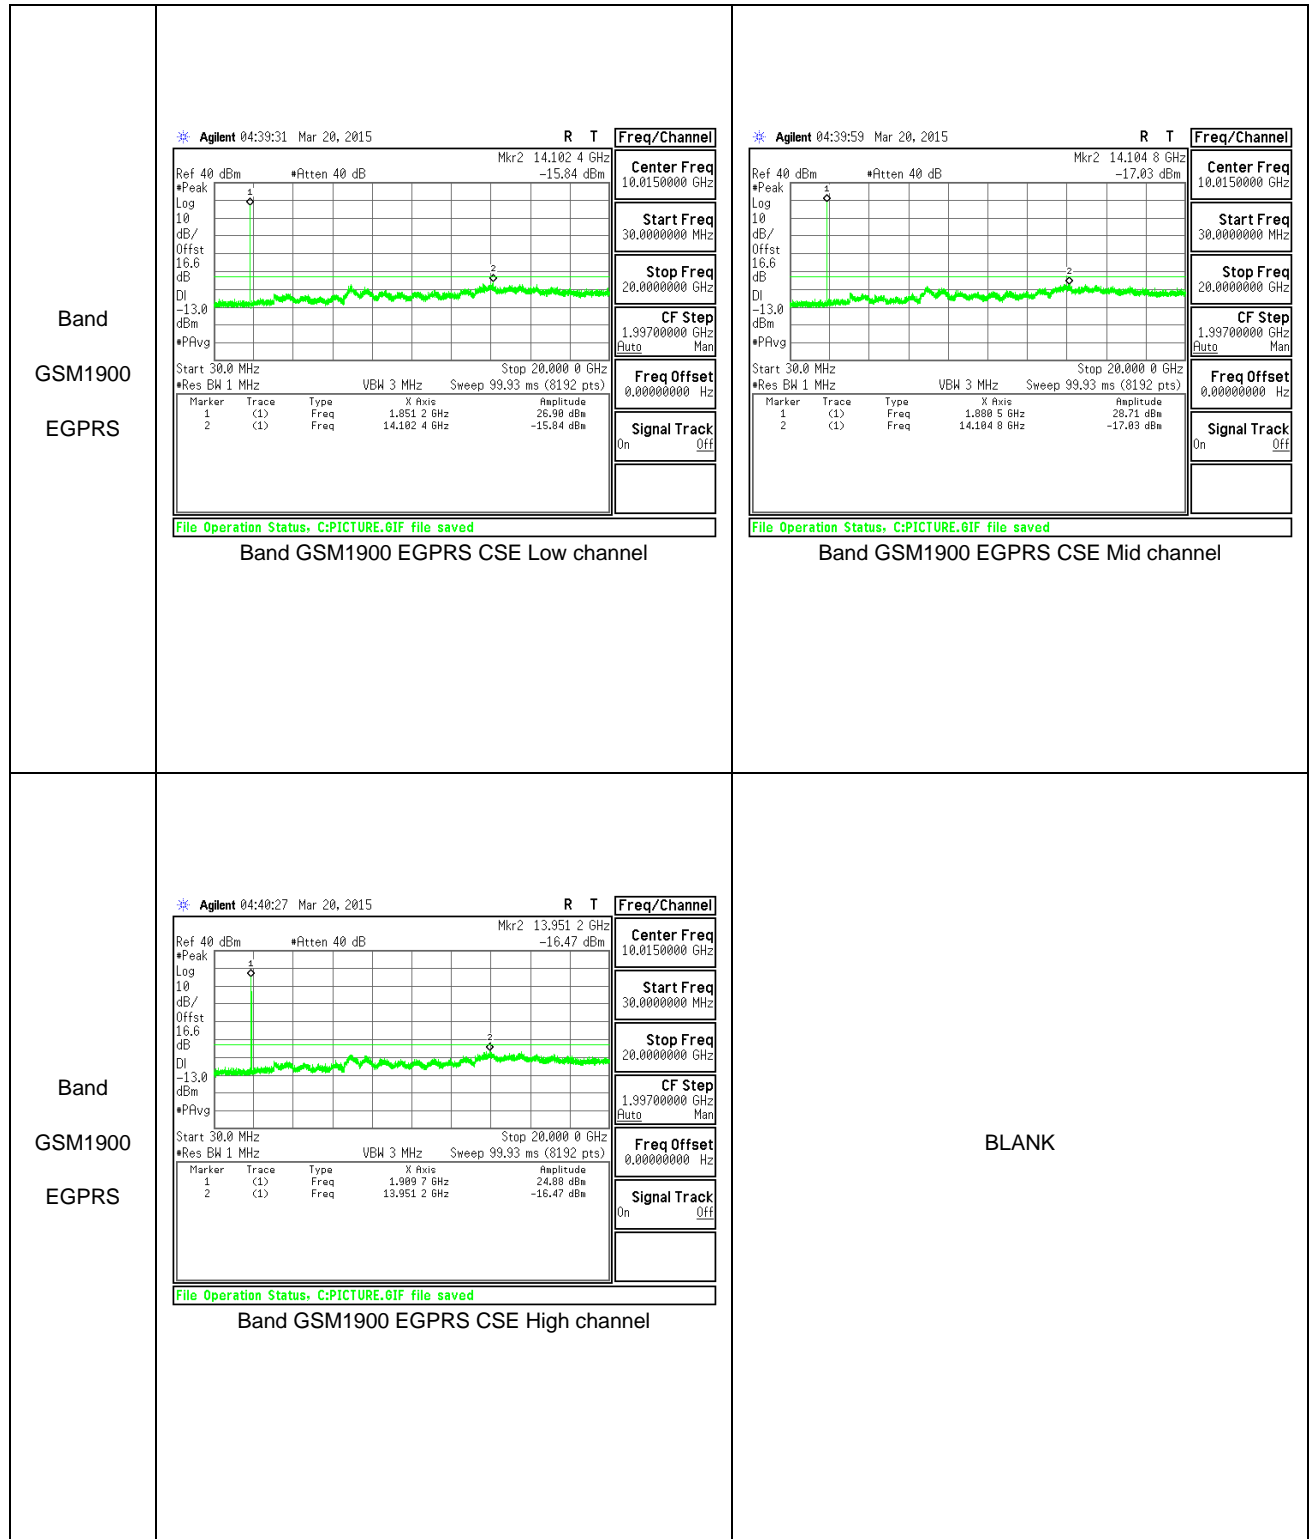 Band
GSM1900
EGPRS
Agilent 04:39:31 Mar 20, 2015 R T Freq/Channel
Mkr2 14.102 4 GHz
Ref 40 dBm #Atten 40 dB -15.84 dBm
#Peak
Log
10
dB/
Offst
16.6
dB
DI
-13.0
dBm
#PAvg
1
2
Start 30.0 MHz Stop 20.000 0 GHz
#Res BW 1 MHz VBW 3 MHz Sweep 99.93 ms (8192 pts)
Marker Trace Type X Axis Amplitude
1 (1) Freq 1.851 2 GHz 26.90 dBm
2 (1) Freq 14.102 4 GHz -15.84 dBm
Center Freq
10.0150000 GHz
Start Freq
30.0000000 MHz
Stop Freq
20.0000000 GHz
CF Step
1.99700000 GHz
Auto Man
Freq Offset
0.00000000 Hz
Signal Track
On Off
File Operation Status, C:PICTURE.GIF file saved
Band GSM1900 EGPRS CSE Low channel
Agilent 04:39:59 Mar 20, 2015 R T Freq/Channel
Mkr2 14.104 8 GHz
Ref 40 dBm #Atten 40 dB -17.03 dBm
#Peak
Log
10
dB/
Offst
16.6
dB
DI
-13.0
dBm
#PAvg
1
2
Start 30.0 MHz Stop 20.000 0 GHz
#Res BW 1 MHz VBW 3 MHz Sweep 99.93 ms (8192 pts)
Marker Trace Type X Axis Amplitude
1 (1) Freq 1.880 5 GHz 28.71 dBm
2 (1) Freq 14.104 8 GHz -17.03 dBm
Center Freq
10.0150000 GHz
Start Freq
30.0000000 MHz
Stop Freq
20.0000000 GHz
CF Step
1.99700000 GHz
Auto Man
Freq Offset
0.00000000 Hz
Signal Track
On Off
File Operation Status, C:PICTURE.GIF file saved
Band GSM1900 EGPRS CSE Mid channel
Band
GSM1900
EGPRS
Agilent 04:40:27 Mar 20, 2015 R T Freq/Channel
Mkr2 13.951 2 GHz
Ref 40 dBm #Atten 40 dB -16.47 dBm
#Peak
Log
10
dB/
Offst
16.6
dB
DI
-13.0
dBm
#PAvg
1
2
Start 30.0 MHz Stop 20.000 0 GHz
#Res BW 1 MHz VBW 3 MHz Sweep 99.93 ms (8192 pts)
Marker Trace Type X Axis Amplitude
1 (1) Freq 1.909 7 GHz 24.88 dBm
2 (1) Freq 13.951 2 GHz -16.47 dBm
Center Freq
10.0150000 GHz
Start Freq
30.0000000 MHz
Stop Freq
20.0000000 GHz
CF Step
1.99700000 GHz
Auto Man
Freq Offset
0.00000000 Hz
Signal Track
On Off
File Operation Status, C:PICTURE.GIF file saved
Band GSM1900 EGPRS CSE High channel
BLANK